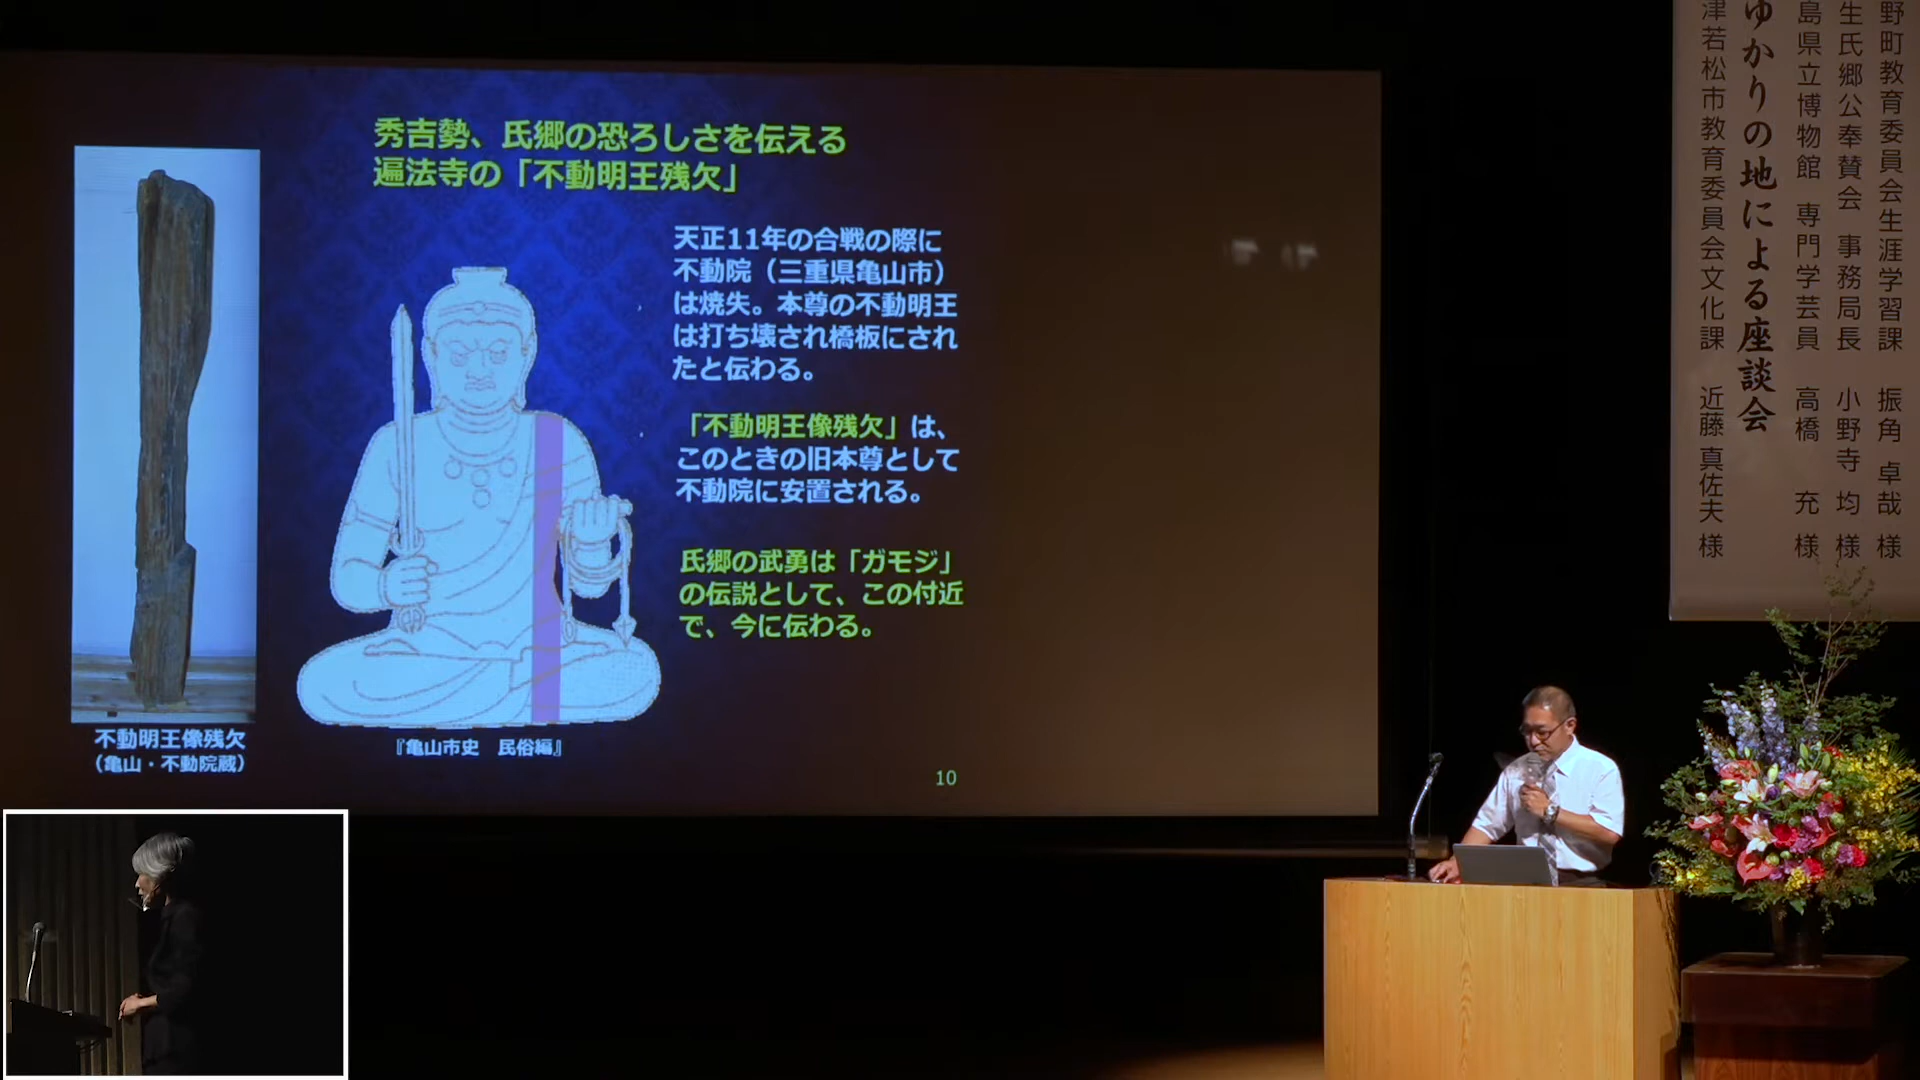 秀吉勢、氏郷の恐ろしさを伝える
遍法寺の「不動明王残欠」
天正11年の合戦の際に
不動院（三重県亀山市）
は焼失。本尊の不動明王
は打ち壊され橋板にされ
たと伝わる。
「不動明王像残欠」は、
このときの旧本尊として
不動院に安置される。
氏郷の武勇は「ガモジ」
の伝説として、この付近
で、今に伝わる。
不動明王像残欠
（亀山・不動院蔵）
『亀山市史　民俗編』
10
野町教育委員会生涯学習課　振角 卓哉 様
生氏郷公奉賛会 事務局長　小野寺 均 様
島県立博物館 専門学芸員　高橋 充 様
ゆかりの地による座談会
津若松市教育委員会文化課　近藤 真佐夫 様